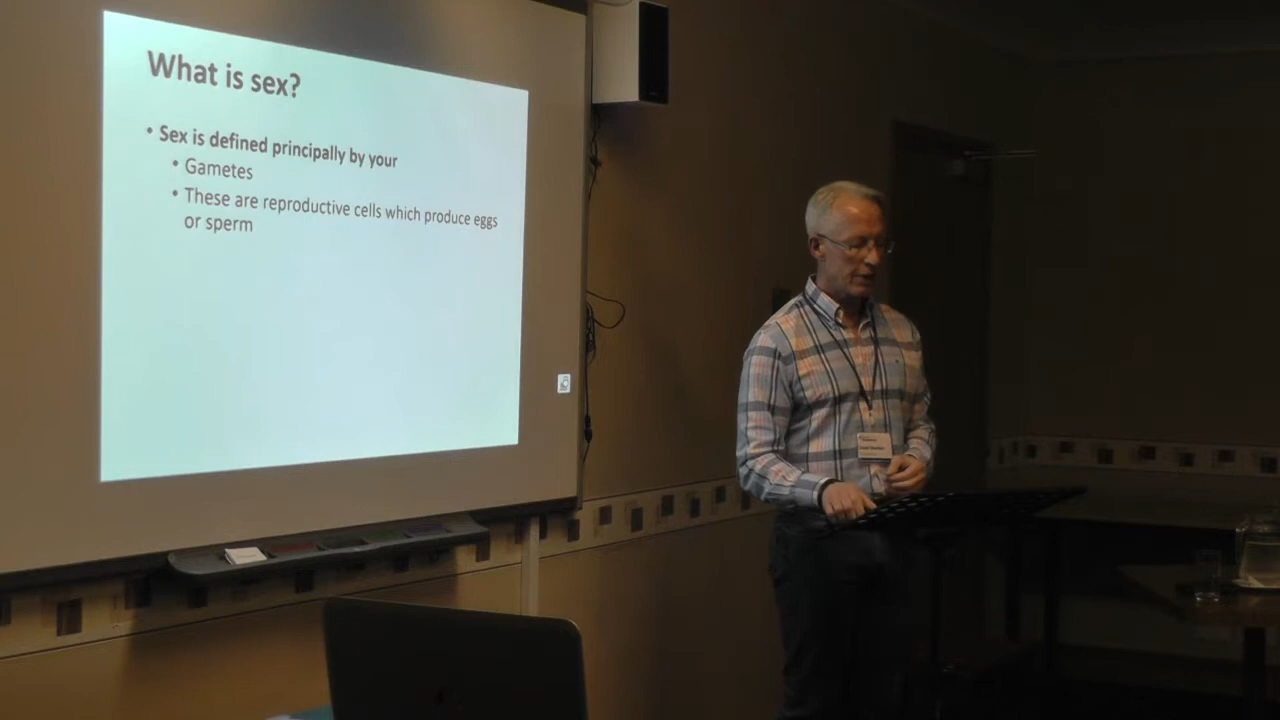 What is sex?
• Sex is defined principally by your
• Gametes
• These are reproductive cells which produce eggs
or sperm